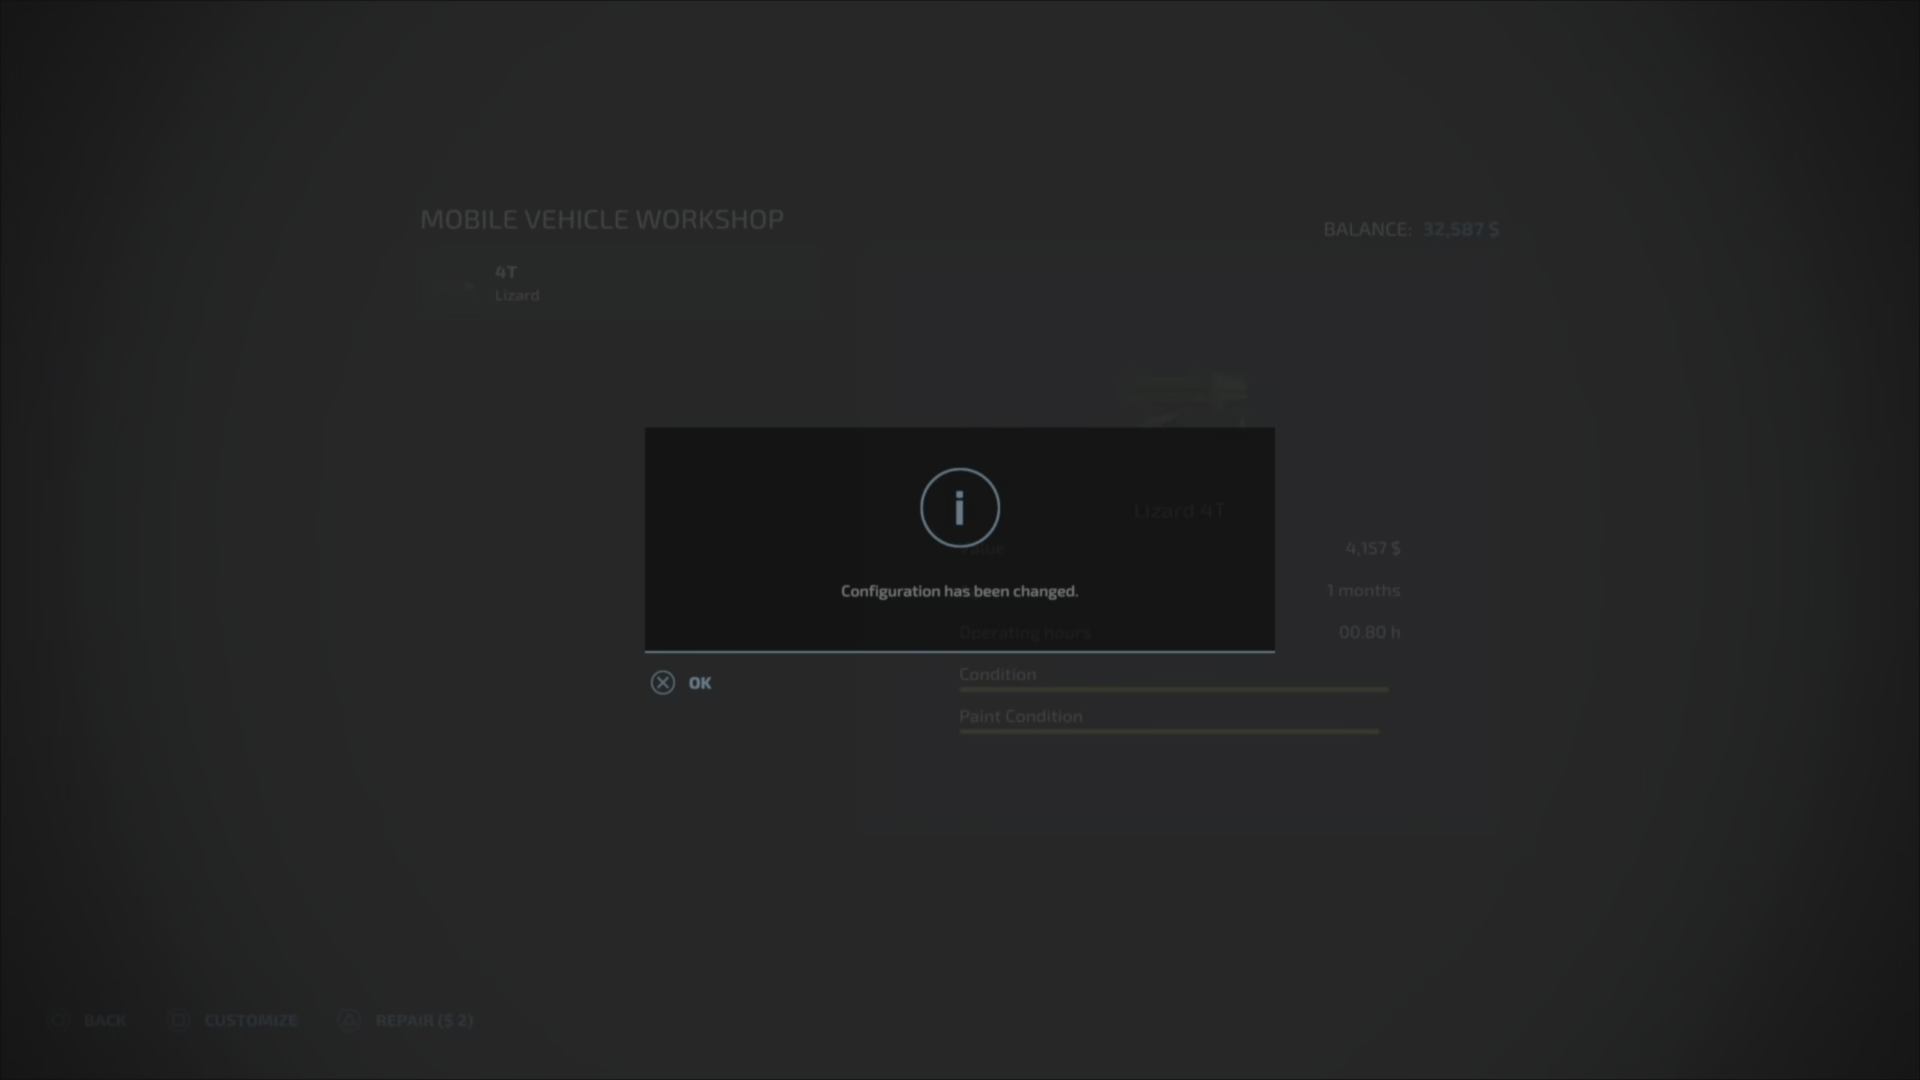 MOBILE VEHICLE WORKSHOP
BALANCE: 32,587 $
4T
Lizard
Lizard 4T
Value 4,157 $
1 months
Operating hours 00.80 h
Condition
Paint Condition
i
Configuration has been changed.
OK
BACK CUSTOMIZE REPAIR ($ 2)